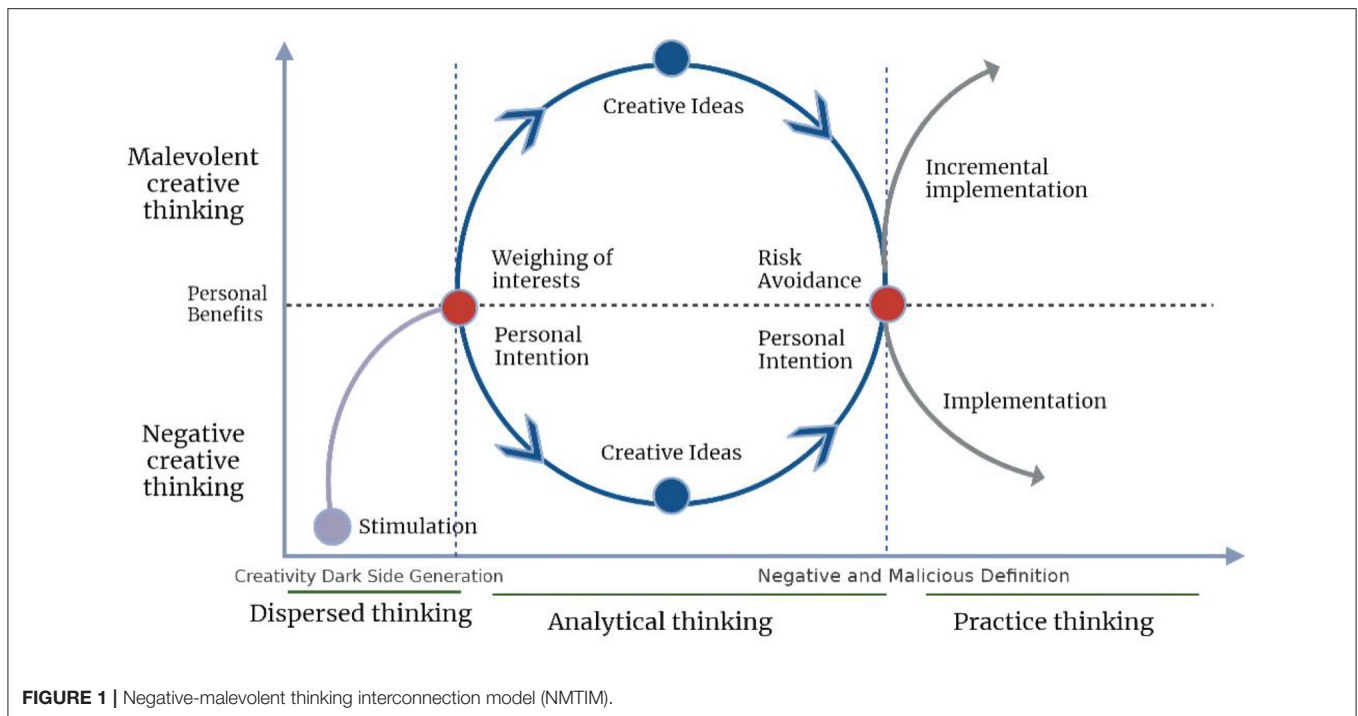 Creative Ideas
Malevolent
creative
thinking
Incremental
implementation
Weighing of
interests
Risk
Avoidance
Personal
Benefits
Personal
Intention
Personal
Intention
Implementation
Negative
creative
thinking
Creative Ideas
Stimulation
Creativity Dark Side Generation
Negative and Malicious Definition
Dispersed thinking
Analytical thinking
Practice thinking
FIGURE 1 | Negative-malevolent thinking interconnection model (NMTIM).